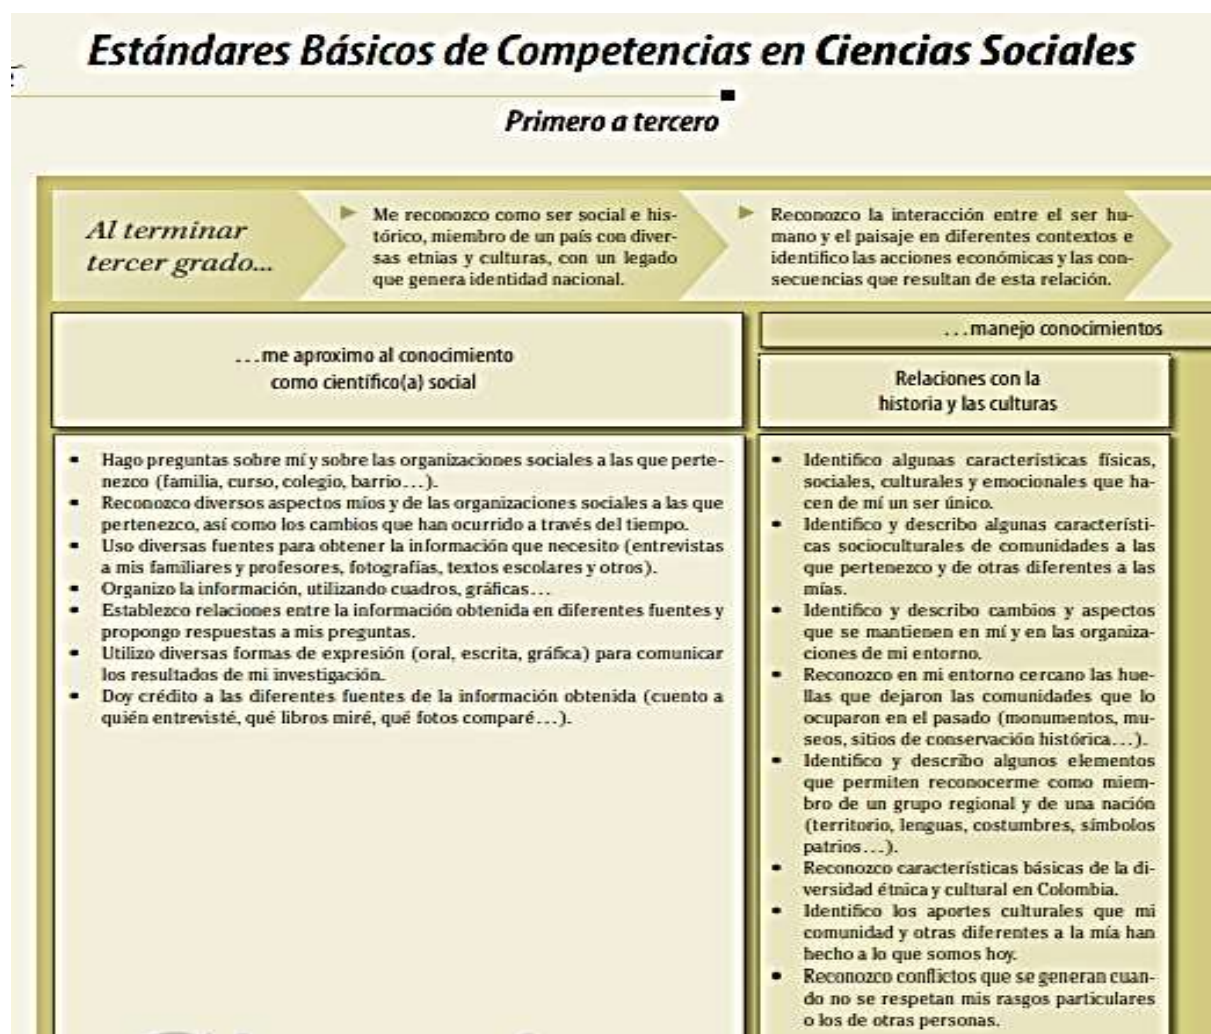 Estándares Básicos de Competencias en Ciencias Sociales
Primero a tercero
Al terminar
tercer grado...
Me reconozco como ser social e his-
tórico, miembro de un país con diver-
sas etnias y culturas, con un legado
que genera identidad nacional.
Reconozco la interacción entre el ser hu-
mano y el paisaje en diferentes contextos e
identifico las acciones económicas y las con-
secuencias que resultan de esta relación.
...me aproximo al conocimiento
como científico(a) social
• Hago preguntas sobre mí y sobre las organizaciones sociales a las que perte-
nezco (familia, curso, colegio, barrio...).
• Reconozco diversos aspectos míos y de las organizaciones sociales a las que
pertenezco, así como los cambios que han ocurrido a través del tiempo.
• Uso diversas fuentes para obtener la información que necesito (entrevistas
a mis familiares y profesores, fotografías, textos escolares y otros).
• Organizo la información, utilizando cuadros, gráficas...
• Establezco relaciones entre la información obtenida en diferentes fuentes y
propongo respuestas a mis preguntas.
• Utilizo diversas formas de expresión (oral, escrita, gráfica) para comunicar
los resultados de mi investigación.
• Doy crédito a las diferentes fuentes de la información obtenida (cuento a
quién entrevisté, qué libros miré, qué fotos comparé...).
...manejo conocimientos
Relaciones con la
historia y las culturas
• Identifico algunas características físicas,
sociales, culturales y emocionales que ha-
cen de mí un ser único.
• Identifico y describo algunas característi-
cas socioculturales de comunidades a las
que pertenezco y de otras diferentes a las
mías.
• Identifico y describo cambios y aspectos
que se mantienen en mí y en las organiza-
ciones de mi entorno.
• Reconozco en mi entorno cercano las hue-
llas que dejaron las comunidades que lo
ocuparon en el pasado (monumentos, mu-
seos, sitios de conservación histórica...).
• Identifico y describo algunos elementos
que permiten reconocerme como miem-
bro de un grupo regional y de una nación
(territorio, lenguas, costumbres, símbolos
patrios...).
• Reconozco características básicas de la di-
versidad étnica y cultural en Colombia.
• Identifico los aportes culturales que mi
comunidad y otras diferentes a la mía han
hecho a lo que somos hoy.
• Reconozco conflictos que se generan cuan-
do no se respetan mis rasgos particulares
o los de otras personas.